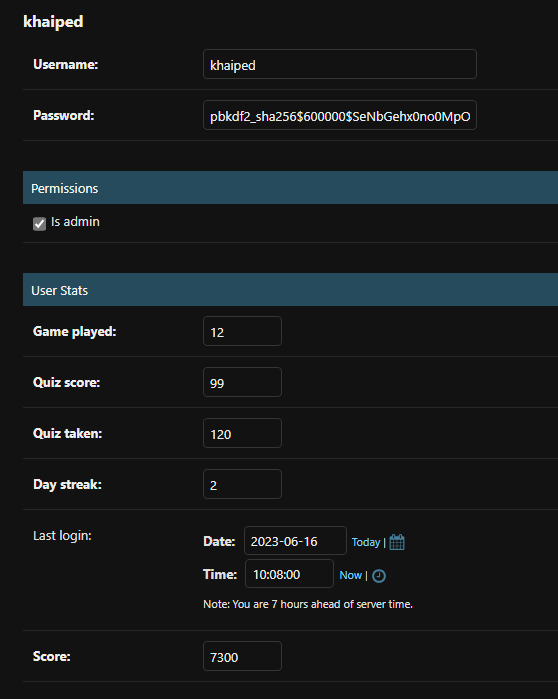 khaiped
Username: khaiped
Password: pbkdf2_sha256$600000$SeNbGehx0no0MpO
Permissions
Is admin
User Stats
Game played: 12
Quiz score: 99
Quiz taken: 120
Day streak: 2
Last login:
Date: 2023-06-16 Today |
Time: 10:08:00 Now |
Note: You are 7 hours ahead of server time.
Score: 7300